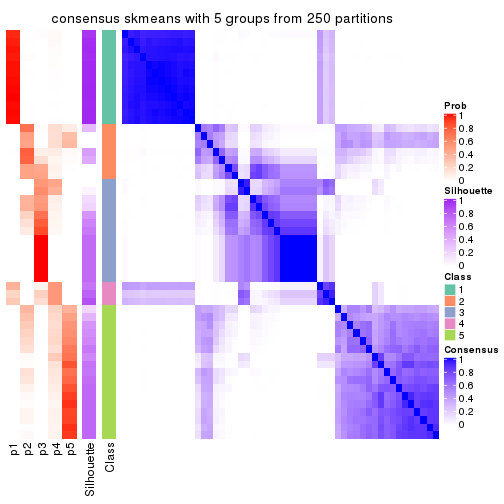 consensus skmeans with 5 groups from 250 partitions
Prob
1
0.8
0.6
0.4
0.2
0
Silhouette
1
0.8
0.6
0.4
0.2
0
Class
1
2
3
4
5
Consensus
1
0.8
0.6
0.4
0.2
0
p1
p2
p3
p4
p5
Silhouette
Class